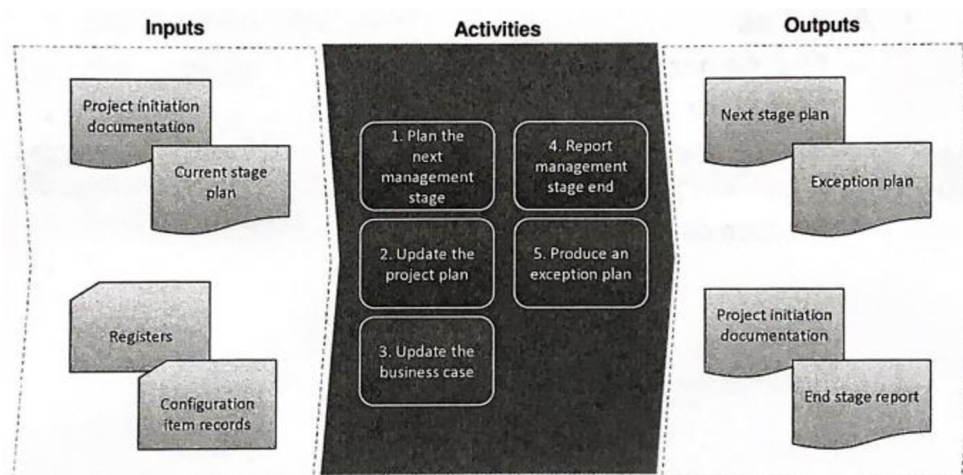 Inputs
Activities
Outputs
Project initiation
documentation
Current stage
plan
Registers
Configuration
item records
1. Plan the
next
management
stage
2. Update the
project plan
3. Update the
business case
4. Report
management
stage end
5. Produce an
exception plan
Next stage plan
Exception plan
Project initiation
documentation
End stage report